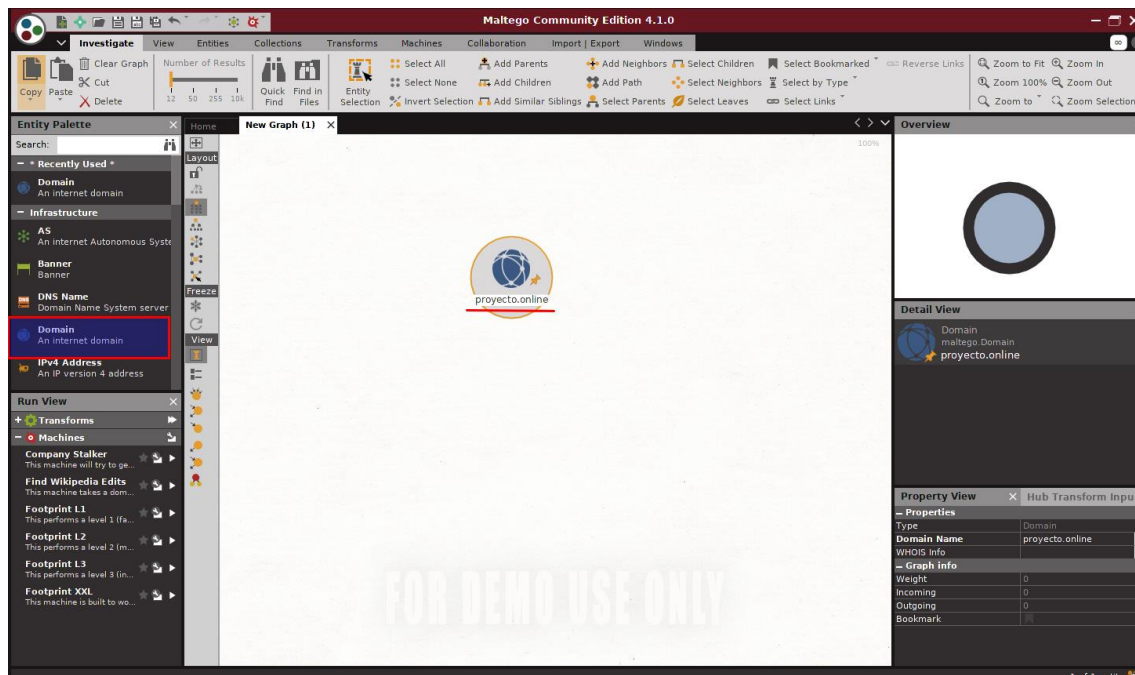 Maltego Community Edition 4.1.0
Investigate View Entities Collections Transforms Machines Collaboration Import | Export Windows
Copy
Paste
Clear Graph
Cut
Delete
Number of Results
12 50 255 10k
Quick Find
Find in Files
Entity Selection
Select All
Select None
Invert Selection
Add Parents
Add Children
Add Similar Siblings
Add Neighbors
Add Path
Select Parents
Select Children
Select Neighbors
Select Leaves
Select Bookmarked
Select by Type
Select Links
Reverse Links
Zoom to Fit
Zoom 100%
Zoom to
Zoom In
Zoom Out
Zoom Selection
Entity Palette
Search:
* Recently Used *
Domain
An internet domain
Infrastructure
AS
An internet Autonomous Syste
Banner
Banner
DNS Name
Domain Name System server
Domain
An internet domain
IPv4 Address
An IP version 4 address
Run View
Transforms
Machines
Company Stalker
This machine will try to ge...
Find Wikipedia Edits
This machine takes a dom...
Footprint L1
This performs a level 1 (fa...
Footprint L2
This performs a level 2 (m...
Footprint L3
This performs a level 3 (in...
Footprint XXL
This machine is built to wo...
Home New Graph (1)
100%
Layout
Freeze
View
proyecto.online
FOR DEMO USE ONLY
Overview
Detail View
Domain
maltego.Domain
proyecto.online
Property View Hub Transform Inpu
Properties
Type Domain
Domain Name proyecto.online
WHOIS Info
Graph info
Weight 0
Incoming 0
Outgoing 0
Bookmark